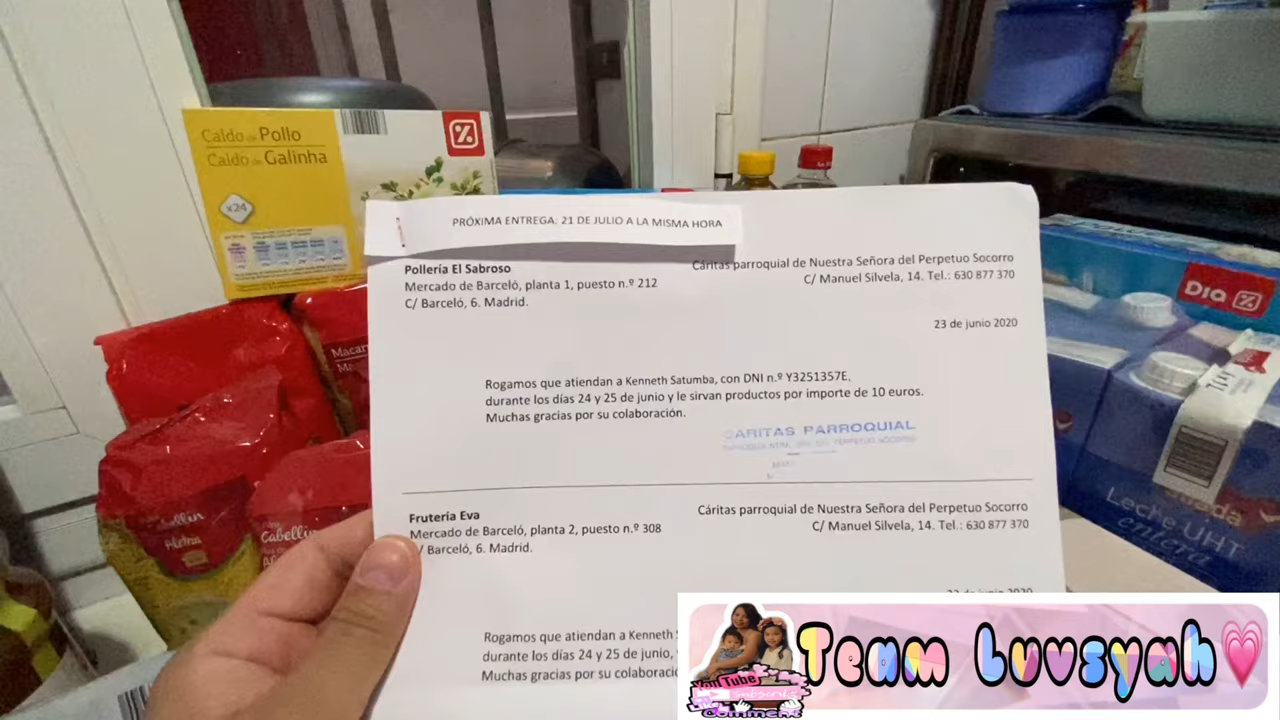 Caldo de Pollo
Caldo de Galinha
x24
PRÓXIMA ENTREGA: 21 DE JULIO A LA MISMA HORA
Pollería El Sabroso
Mercado de Barceló, planta 1, puesto n.º 212
C/ Barceló, 6. Madrid.
Cáritas parroquial de Nuestra Señora del Perpetuo Socorro
C/ Manuel Silvela, 14. Tel.: 630 877 370
23 de junio 2020
Rogamos que atiendan a Kenneth Satumba, con DNI n.º Y3251357E,
durante los días 24 y 25 de junio y le sirvan productos por importe de 10 euros.
Muchas gracias por su colaboración.
CARITAS PARROQUIAL
Frutería Eva
Mercado de Barceló, planta 2, puesto n.º 308
/ Barceló, 6. Madrid.
Cáritas parroquial de Nuestra Señora del Perpetuo Socorro
C/ Manuel Silvela, 14. Tel.: 630 877 370
Rogamos que atiendan a Kenneth
durante los días 24 y 25 de junio,
Muchas gracias por su
Macar
Dia
1L
Leche UHT
entera
Team Luvsyah
YouTube
Subscribe
Comment